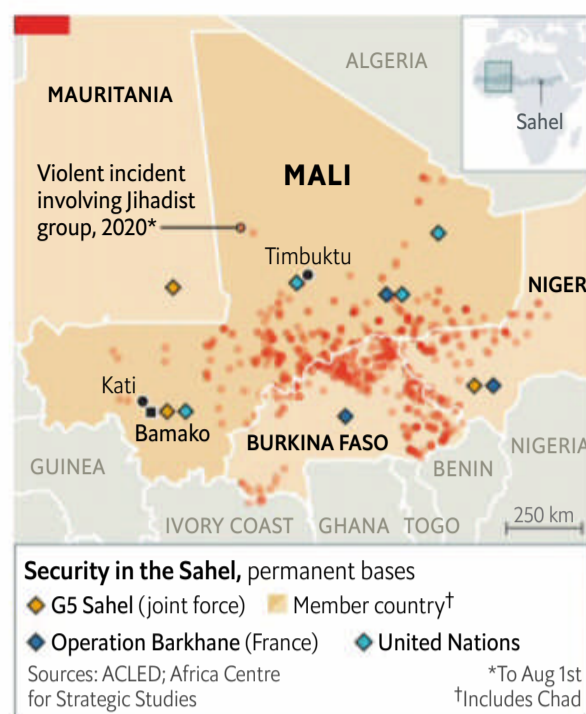 ALGERIA
MAURITANIA
Sahel
MALI
Violent incident
involving Jihadist
group, 2020*
Timbuktu
NIGER
Kati
Bamako
BURKINA FASO
GUINEA
NIGERIA
BENIN
IVORY COAST
GHANA
TOGO
250 km
Security in the Sahel, permanent bases
G5 Sahel (joint force)
Member country†
Operation Barkhane (France)
United Nations
Sources: ACLED; Africa Centre
for Strategic Studies
*To Aug 1st
†Includes Chad